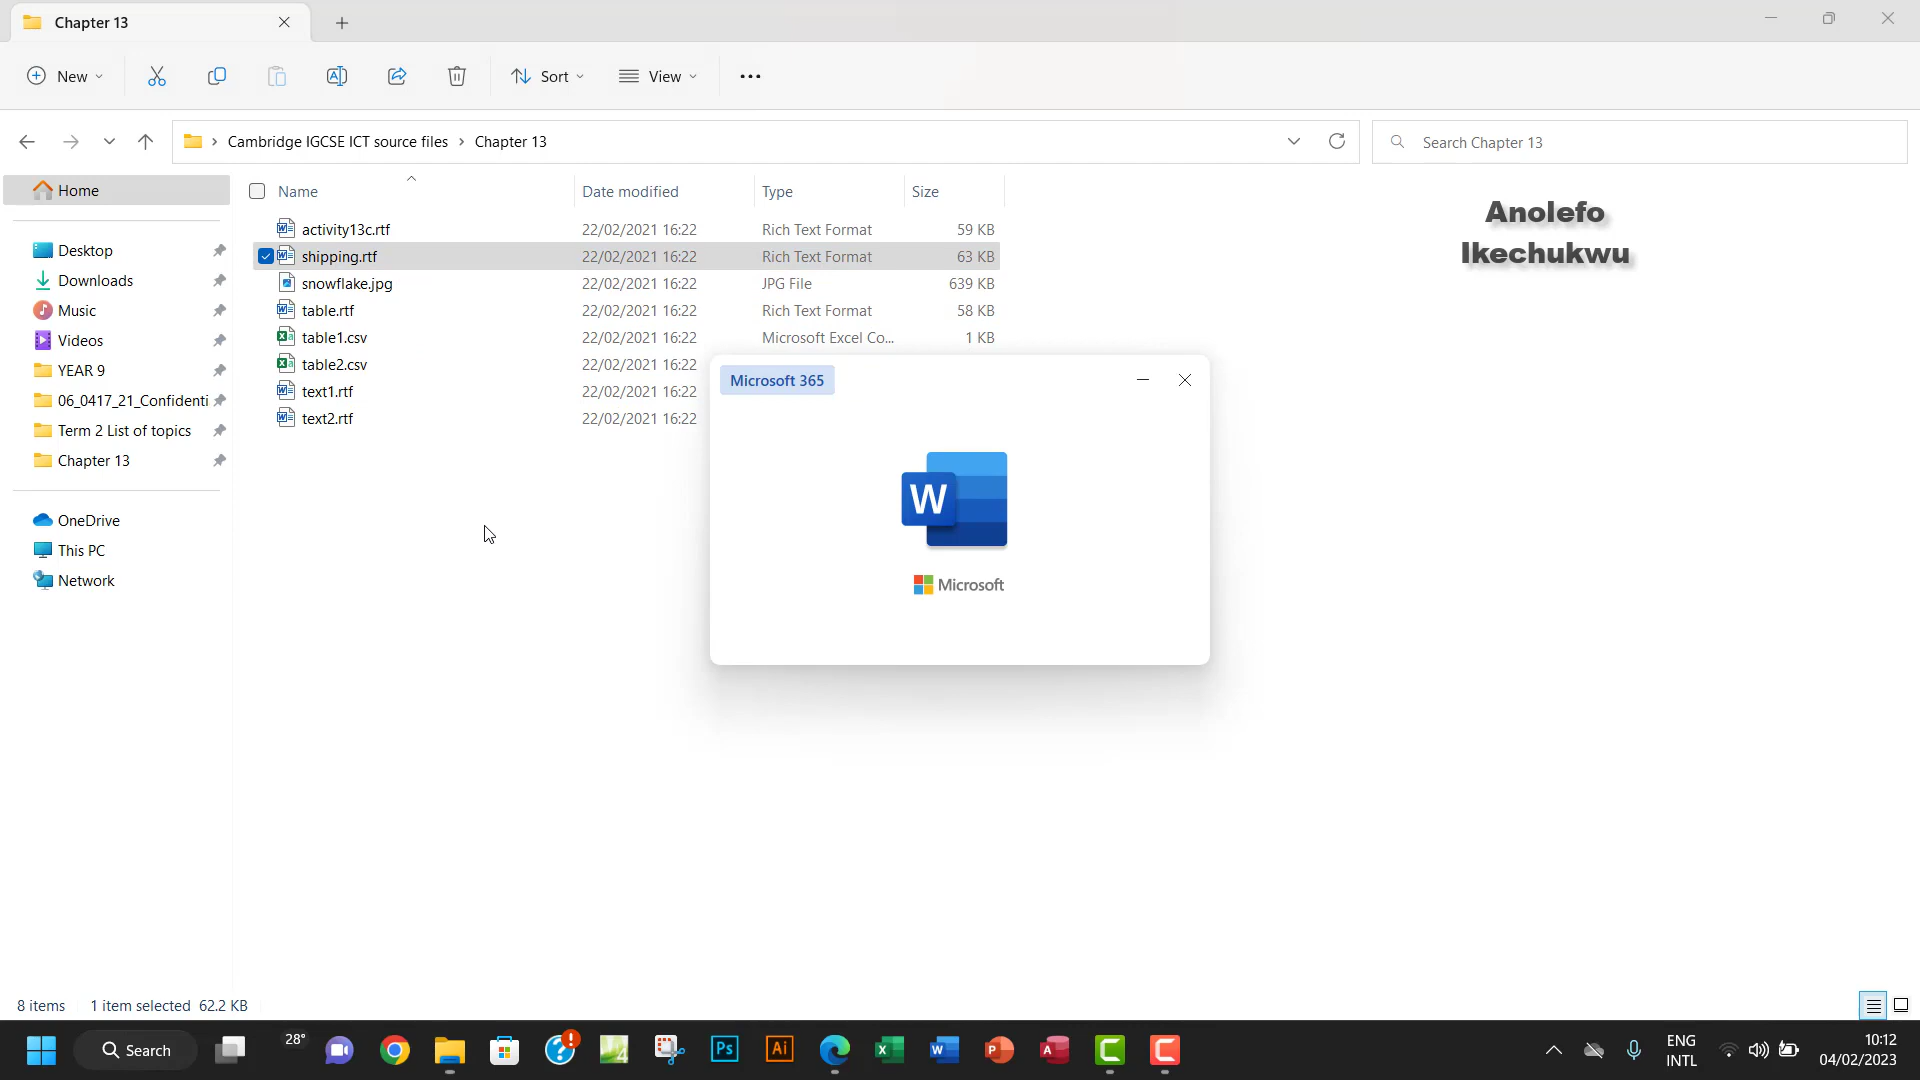 Chapter 13
New
Sort
View
Cambridge IGCSE ICT source files > Chapter 13
Search Chapter 13
Home
Desktop
Downloads
Music
Videos
YEAR 9
06_0417_21_Confidenti
Term 2 List of topics
Chapter 13
OneDrive
This PC
Network
Name Date modified Type Size
activity13c.rtf 22/02/2021 16:22 Rich Text Format 59 KB
shipping.rtf 22/02/2021 16:22 Rich Text Format 63 KB
snowflake.jpg 22/02/2021 16:22 JPG File 639 KB
table.rtf 22/02/2021 16:22 Rich Text Format 58 KB
table1.csv 22/02/2021 16:22 Microsoft Excel Co... 1 KB
table2.csv 22/02/2021 16:22
text1.rtf 22/02/2021 16:22
text2.rtf 22/02/2021 16:22
Anolefo
Ikechukwu
Microsoft 365
W
Microsoft
8 items 1 item selected 62.2 KB
Search
28°
4
Ps
Ai
X
W
P
A
C
C
ENG
INTL
10:12
04/02/2023